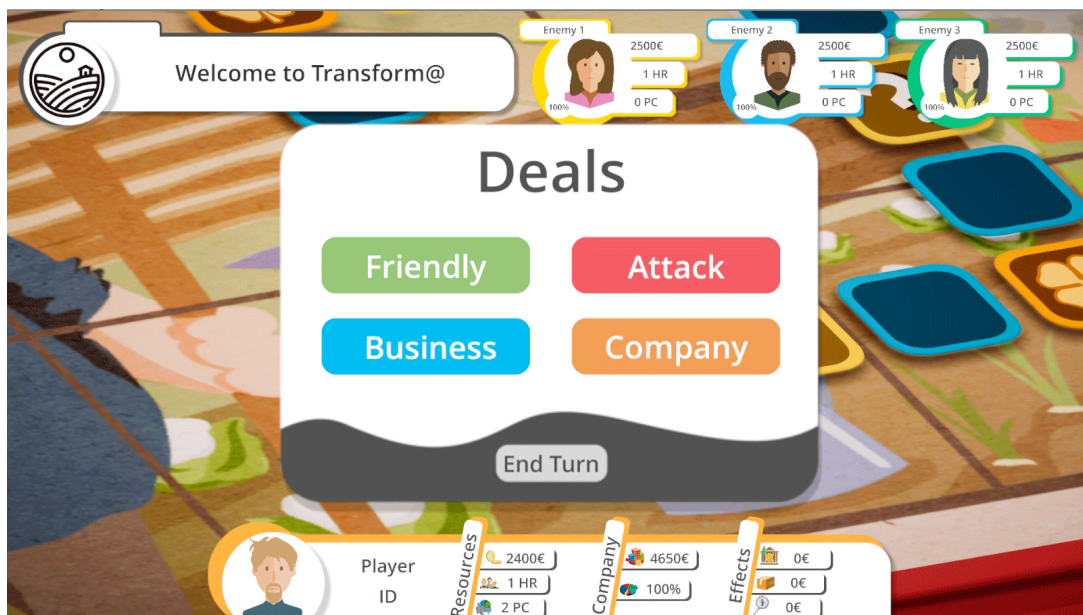 Welcome to Transform@
Enemy 1
2500€
1 HR
0 PC
100%
Enemy 2
2500€
1 HR
0 PC
100%
Enemy 3
2500€
1 HR
0 PC
100%
Deals
Friendly
Attack
Business
Company
End Turn
Player
ID
Resources
2400€
1 HR
2 PC
Company
4650€
100%
Effects
0€
0€
0€